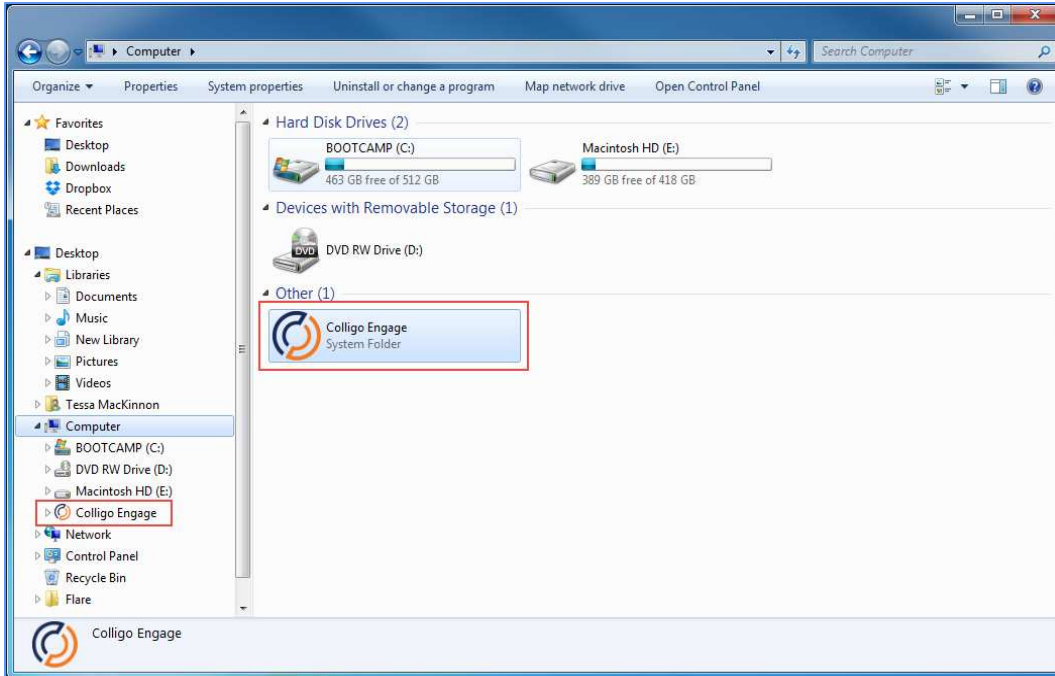 Computer
Search Computer
Organize Properties System properties Uninstall or change a program Map network drive Open Control Panel
Favorites
Desktop
Downloads
Dropbox
Recent Places
Desktop
Libraries
Documents
Music
New Library
Pictures
Videos
Tessa MacKinnon
Computer
BOOTCAMP (C:)
DVD RW Drive (D:)
Macintosh HD (E:)
Colligo Engage
Network
Control Panel
Recycle Bin
Flare
Hard Disk Drives (2)
BOOTCAMP (C:)
463 GB free of 512 GB
Macintosh HD (E:)
389 GB free of 418 GB
Devices with Removable Storage (1)
DVD
DVD RW Drive (D:)
Other (1)
Colligo Engage
System Folder
Colligo Engage